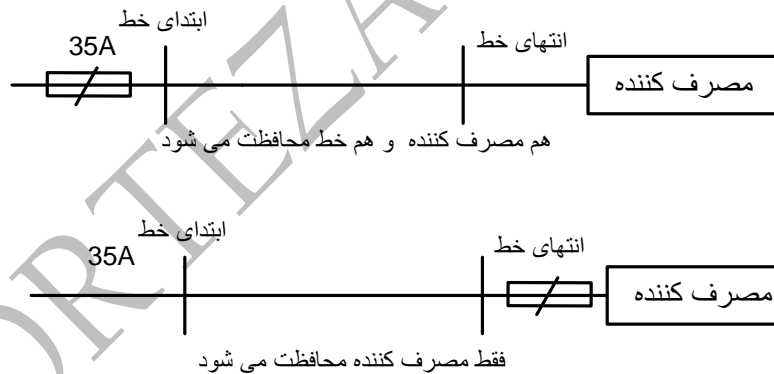 ابتدای خط
35A
انتهای خط
مصرف کننده
هم مصرف کننده و هم خط محافظت می شود
ابتدای خط
35A
انتهای خط
مصرف کننده
فقط مصرف کننده محافظت می شود
ORTEZA